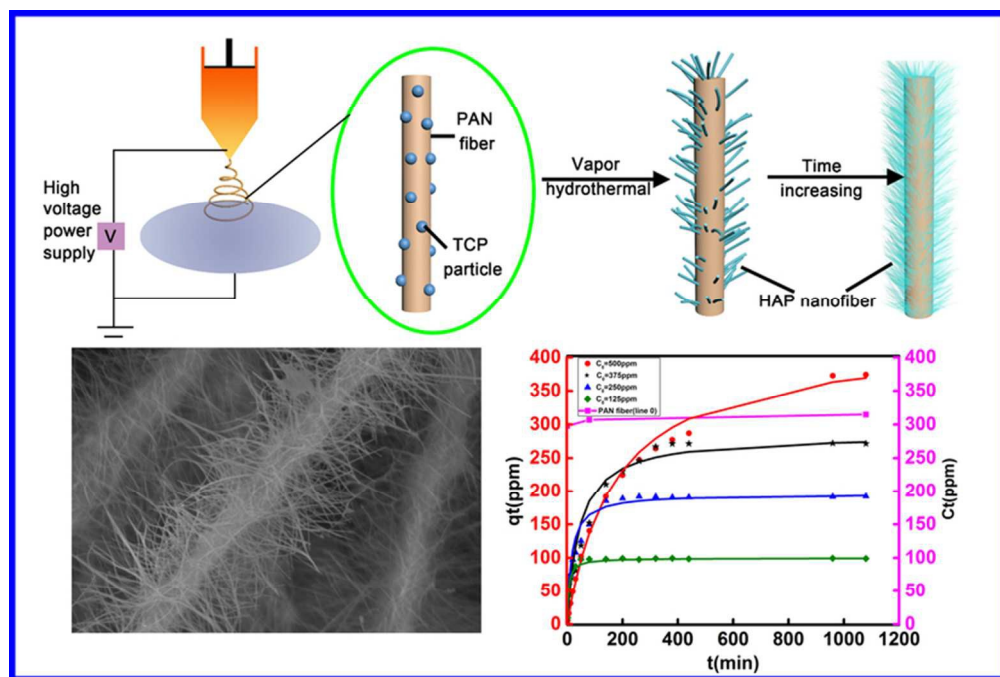 High
voltage
power
supply
V
PAN
fiber
TCP
particle
Vapor
hydrothermal
Time
increasing
HAP nanofiber
400
350
300
250
200
150
100
50
0
qt(ppm)
C₀=500ppm
C₀=375ppm
C₀=250ppm
C₀=125ppm
PAN fiber(line 0)
400
350
300
250
200
150
100
50
0
Ct(ppm)
0 200 400 600 800 1000 1200
t(min)